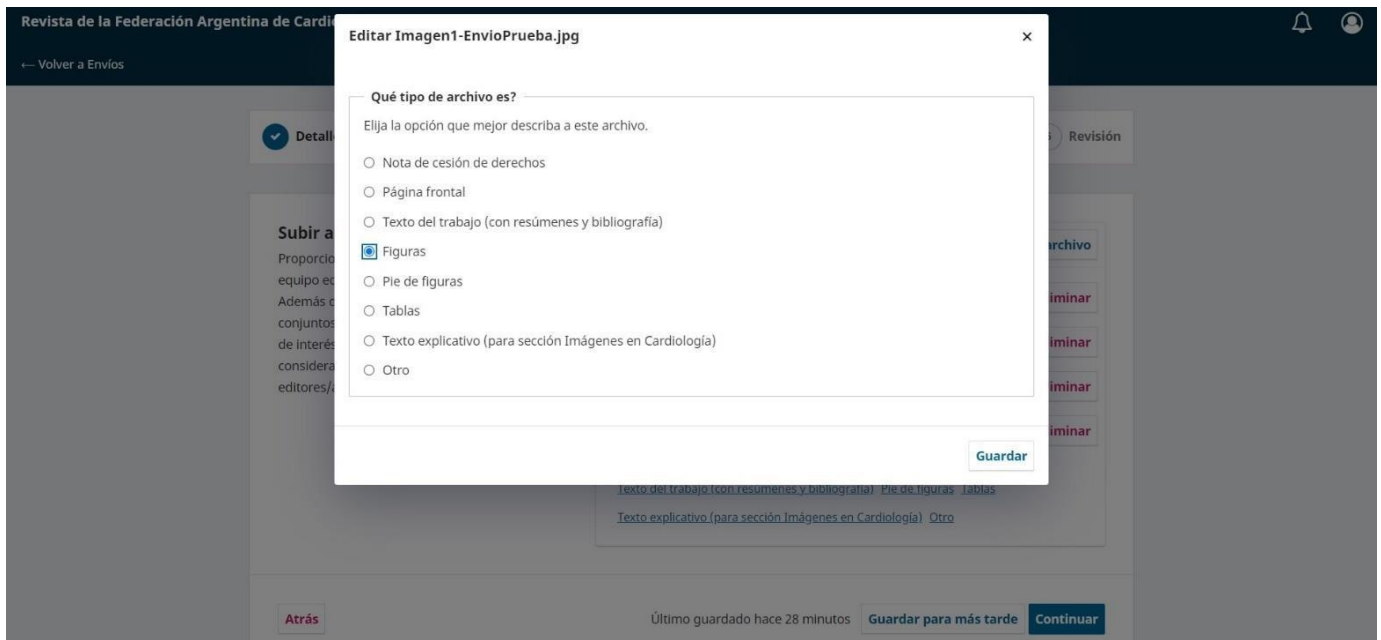 Revista de la Federación Argentina de Cardi
← Volver a Envíos
Editar Imagen1-EnvioPrueba.jpg
×
Qué tipo de archivo es?
Elija la opción que mejor describa a este archivo.
Nota de cesión de derechos
Página frontal
Texto del trabajo (con resúmenes y bibliografía)
Figuras
Pie de figuras
Tablas
Texto explicativo (para sección Imágenes en Cardiología)
Otro
Guardar
Detall
Revisión
Subir a
Proporcio
equipo ed
Además d
conjuntos
de interés
considera
editores/a
archivo
iminar
iminar
iminar
iminar
Texto del trabajo (con resúmenes y bibliografía) Pie de figuras Tablas
Texto explicativo (para sección Imágenes en Cardiología) Otro
Atrás
Último guardado hace 28 minutos Guardar para más tarde Continuar